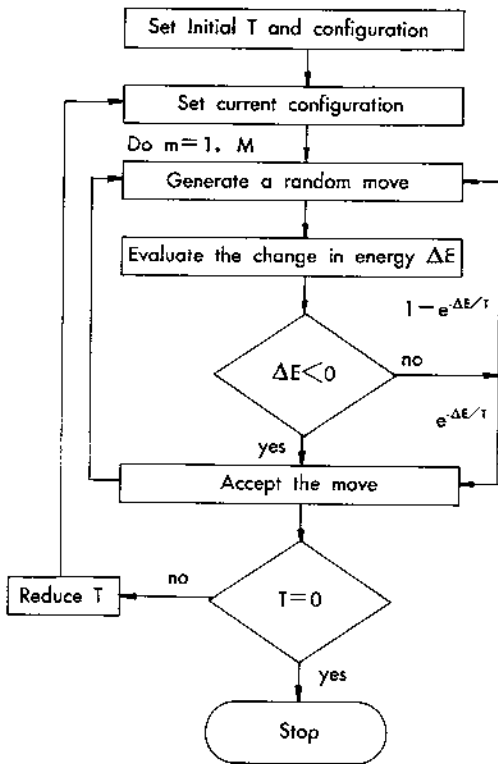 Set Initial T and configuration
Set current configuration
Do m=1, M
Generate a random move
Evaluate the change in energy ΔE
1-e^-ΔE/T
ΔE<0
no
e^-ΔE/T
yes
Accept the move
no
Reduce T
T=0
yes
Stop